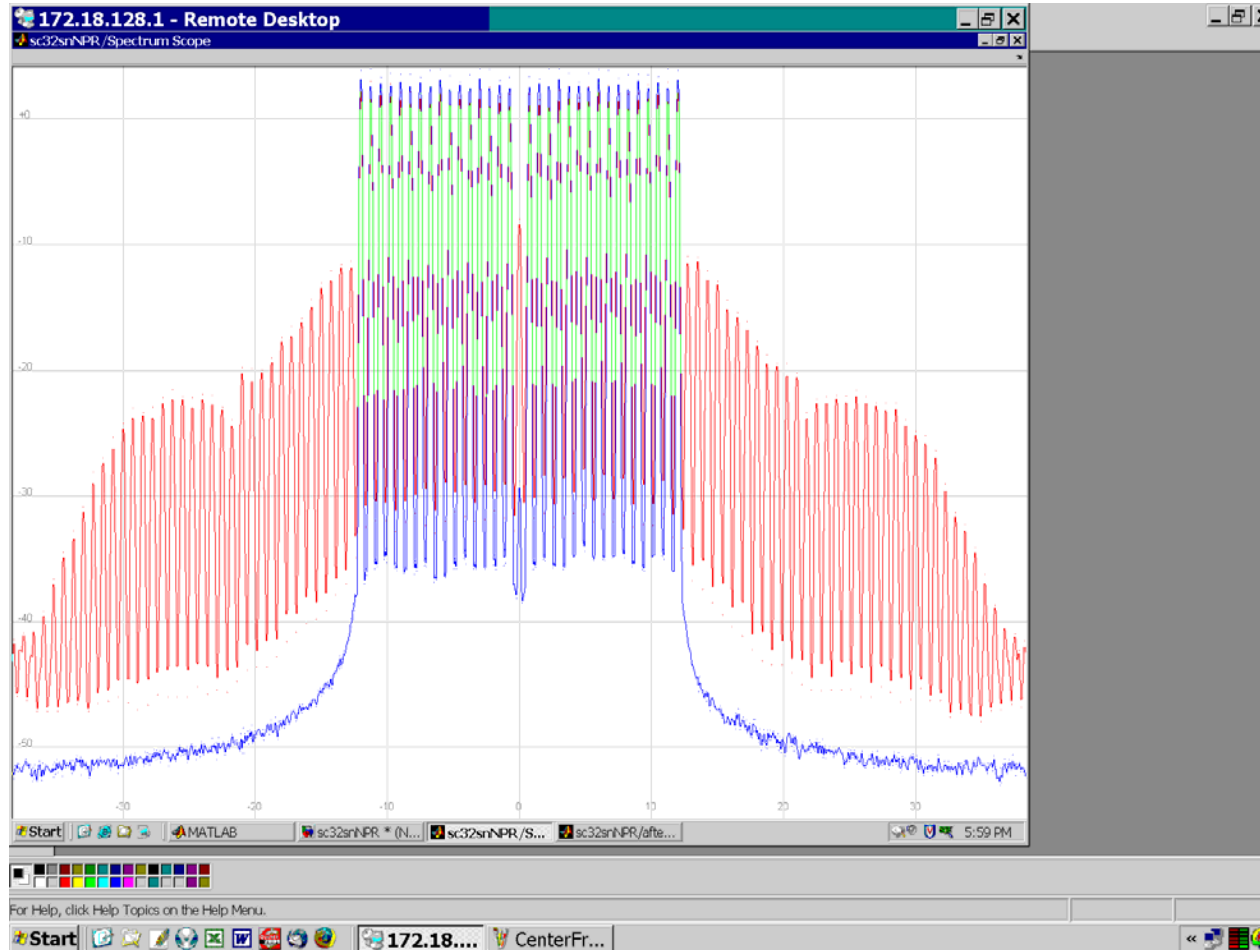 172.18.128.1 - Remote Desktop
sc32snNPR/Spectrum Scope
+0
-10
-20
-30
-40
-50
-30
-20
-10
0
10
20
30
Start
MATLAB
sc32snNPR * (N...
sc32snNPR/S...
sc32snNPR/afte...
5:59 PM
For Help, click Help Topics on the Help Menu.
Start
172.18....
CenterFr...
«